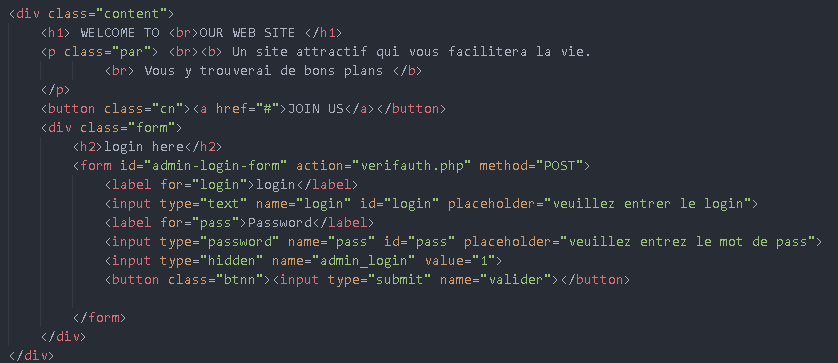 <div class="content">
<h1> WELCOME TO <br>OUR WEB SITE </h1>
<p class="par"> <br><b> Un site attractif qui vous facilitera la vie.
<br> Vous y trouverai de bons plans </b>
</p>
<button class="cn"><a href="#">JOIN US</a></button>
<div class="form">
<h2>login here</h2>
<form id="admin-login-form" action="verifauth.php" method="POST">
<label for="login">login</label>
<input type="text" name="login" id="login" placeholder="veuillez entrer le login">
<label for="pass">Password</label>
<input type="password" name="pass" id="pass" placeholder="veuillez entrez le mot de pass">
<input type="hidden" name="admin_login" value="1">
<button class="btnn"><input type="submit" name="valider"></button>
</form>
</div>
</div>